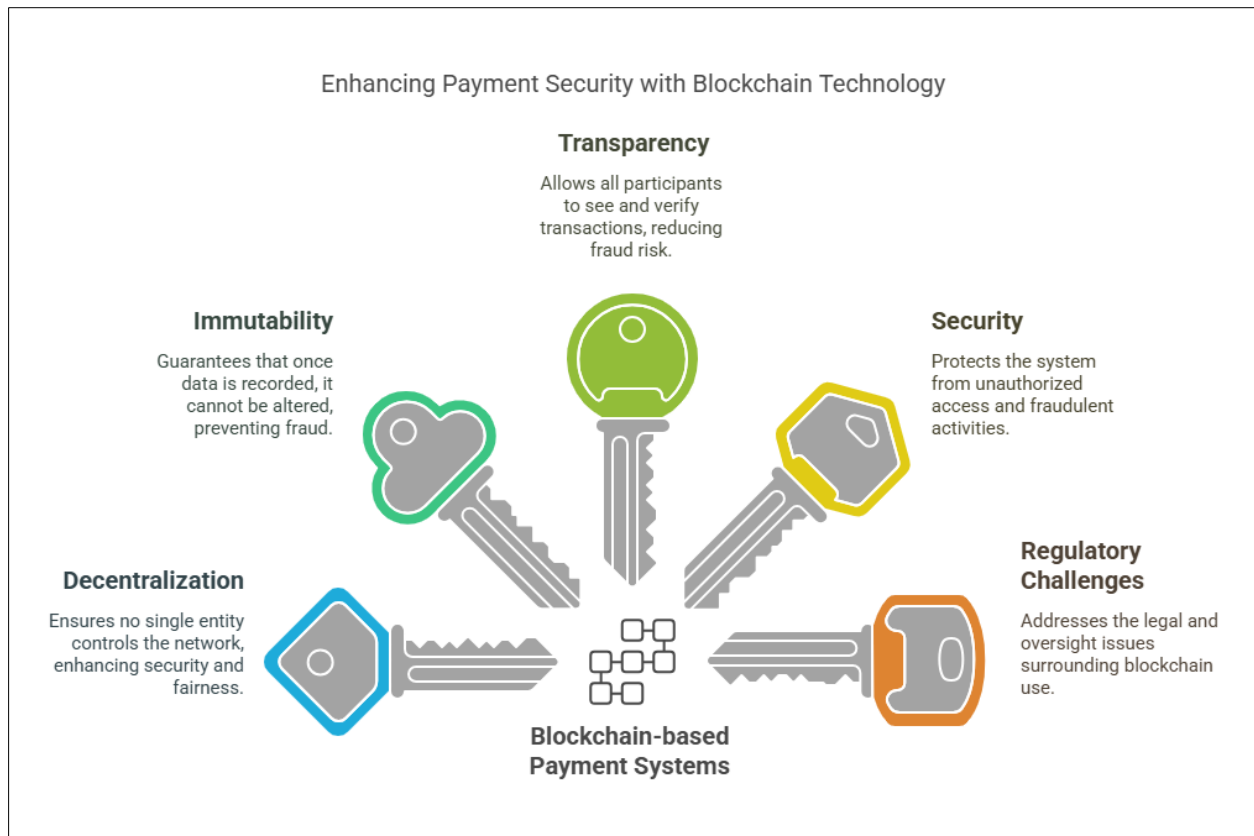 Enhancing Payment Security with Blockchain Technology
Transparency
Allows all participants
to see and verify
transactions, reducing
fraud risk.
Immutability
Guarantees that once
data is recorded, it
cannot be altered,
preventing fraud.
Security
Protects the system
from unauthorized
access and fraudulent
activities.
Decentralization
Ensures no single entity
controls the network,
enhancing security and
fairness.
Regulatory
Challenges
Addresses the legal and
oversight issues
surrounding blockchain
use.
Blockchain-based
Payment Systems